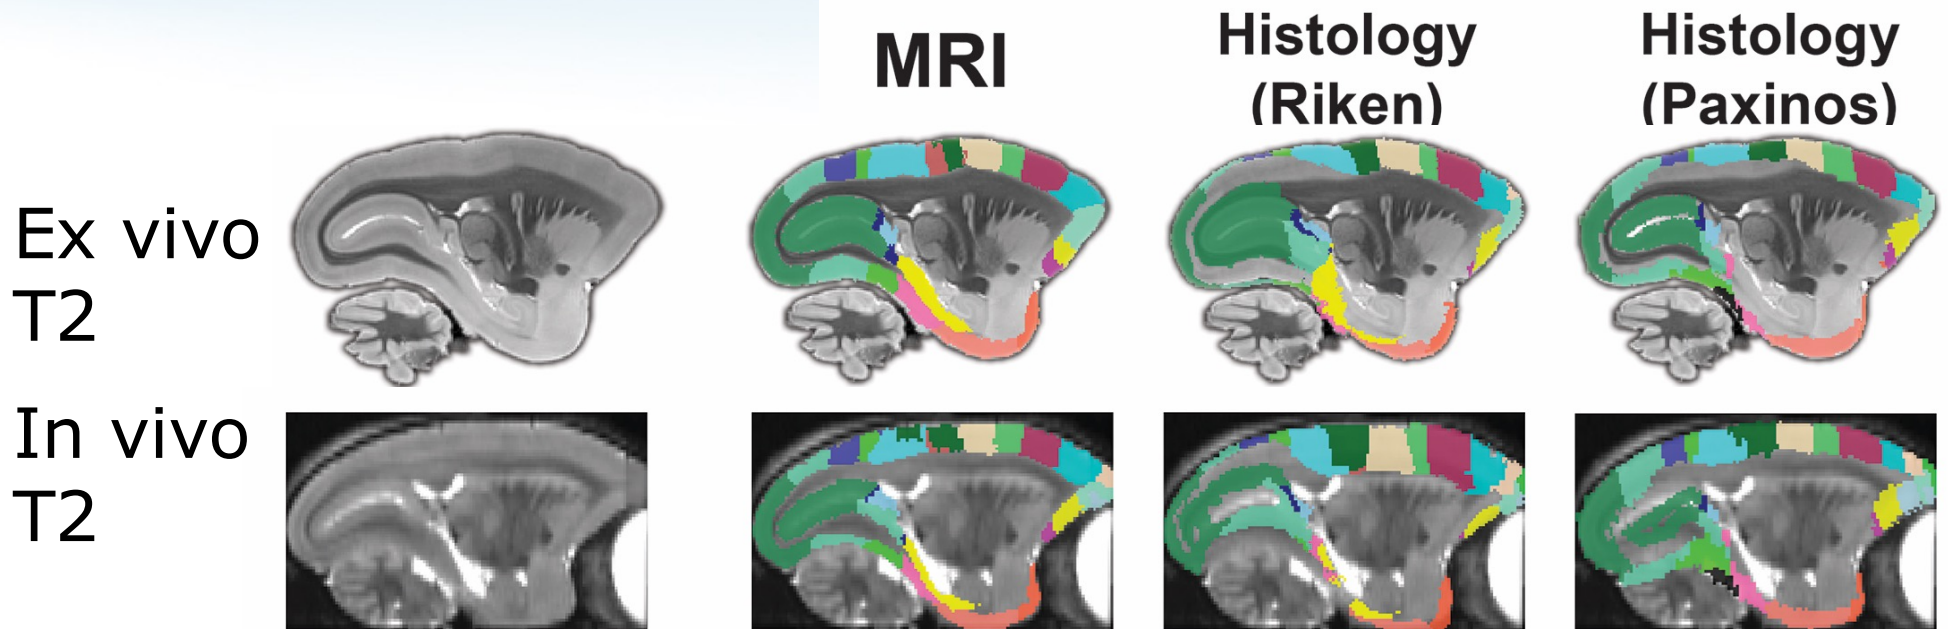 MRI
Histology
(Riken)
Histology
(Paxinos)
Ex vivo
T2
In vivo
T2